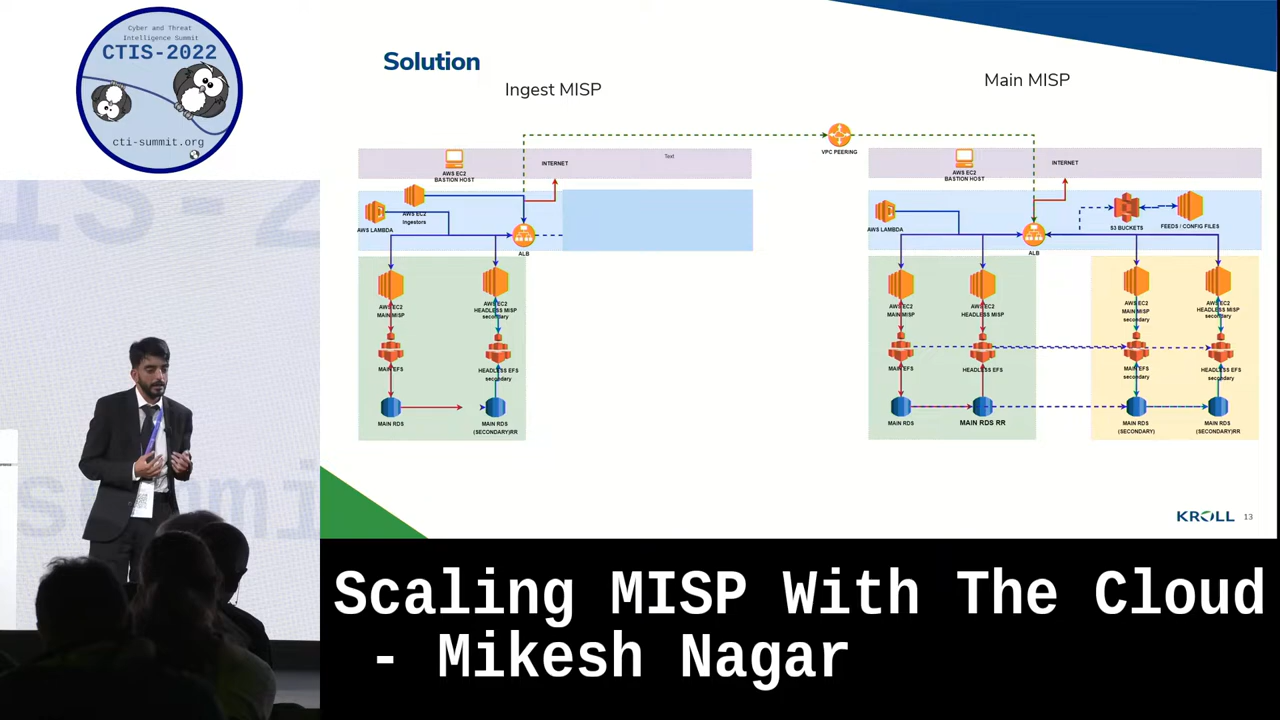 Cyber and Threat
Intelligence Summit
CTIS-2022
cti-summit.org
Solution
Ingest MISP
Main MISP
VPC PEERING
AWS EC2
BASTION HOST
INTERNET
Text
AWS EC2
Ingestors
AWS LAMBDA
ALB
AWS EC2
MAIN MISP
AWS EC2
HEADLESS MISP
secondary
MAIN EFS
HEADLESS EFS
secondary
MAIN RDS
MAIN RDS
(SECONDARY)RR
AWS EC2
BASTION HOST
INTERNET
AWS LAMBDA
S3 BUCKETS
FEEDS / CONFIG FILES
ALB
AWS EC2
MAIN MISP
AWS EC2
HEADLESS MISP
AWS EC2
MAIN MISP
secondary
AWS EC2
HEADLESS MISP
secondary
MAIN EFS
HEADLESS EFS
MAIN EFS
secondary
HEADLESS EFS
secondary
MAIN RDS
MAIN RDS RR
MAIN RDS
(SECONDARY)
MAIN RDS
(SECONDARY)RR
KROLL
13
Scaling MISP With The Cloud
- Mikesh Nagar